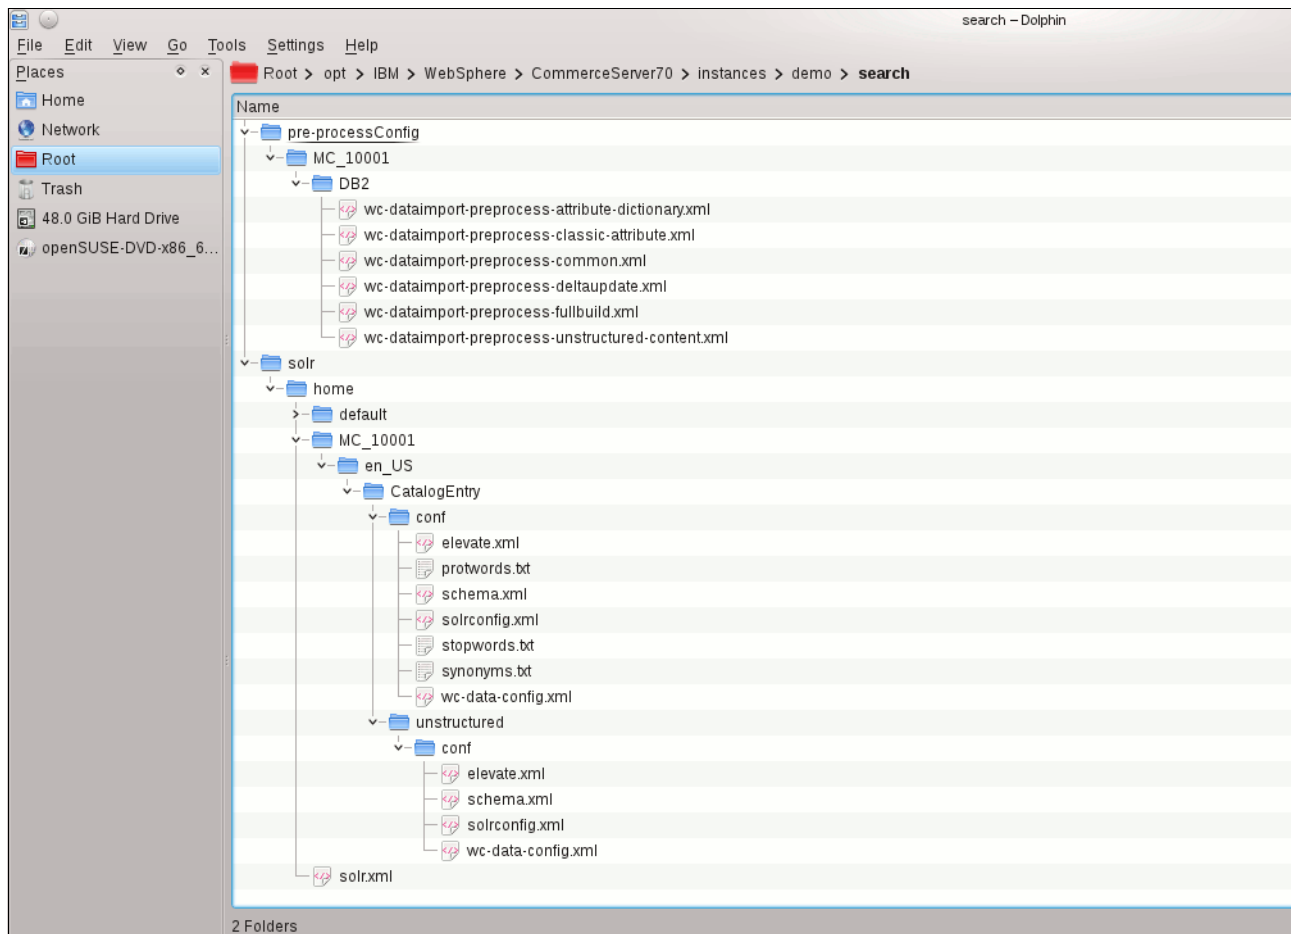 search – Dolphin
File Edit View Go Tools Settings Help
Places
Root > opt > IBM > WebSphere > CommerceServer70 > instances > demo > search
Home
Network
Root
Trash
48.0 GiB Hard Drive
openSUSE-DVD-x86_6...
Name
pre-processConfig
MC_10001
DB2
wc-dataimport-preprocess-attribute-dictionary.xml
wc-dataimport-preprocess-classic-attribute.xml
wc-dataimport-preprocess-common.xml
wc-dataimport-preprocess-deltaupdate.xml
wc-dataimport-preprocess-fullbuild.xml
wc-dataimport-preprocess-unstructured-content.xml
solr
home
default
MC_10001
en_US
CatalogEntry
conf
elevate.xml
protwords.txt
schema.xml
solrconfig.xml
stopwords.txt
synonyms.txt
wc-data-config.xml
unstructured
conf
elevate.xml
schema.xml
solrconfig.xml
wc-data-config.xml
solr.xml
2 Folders